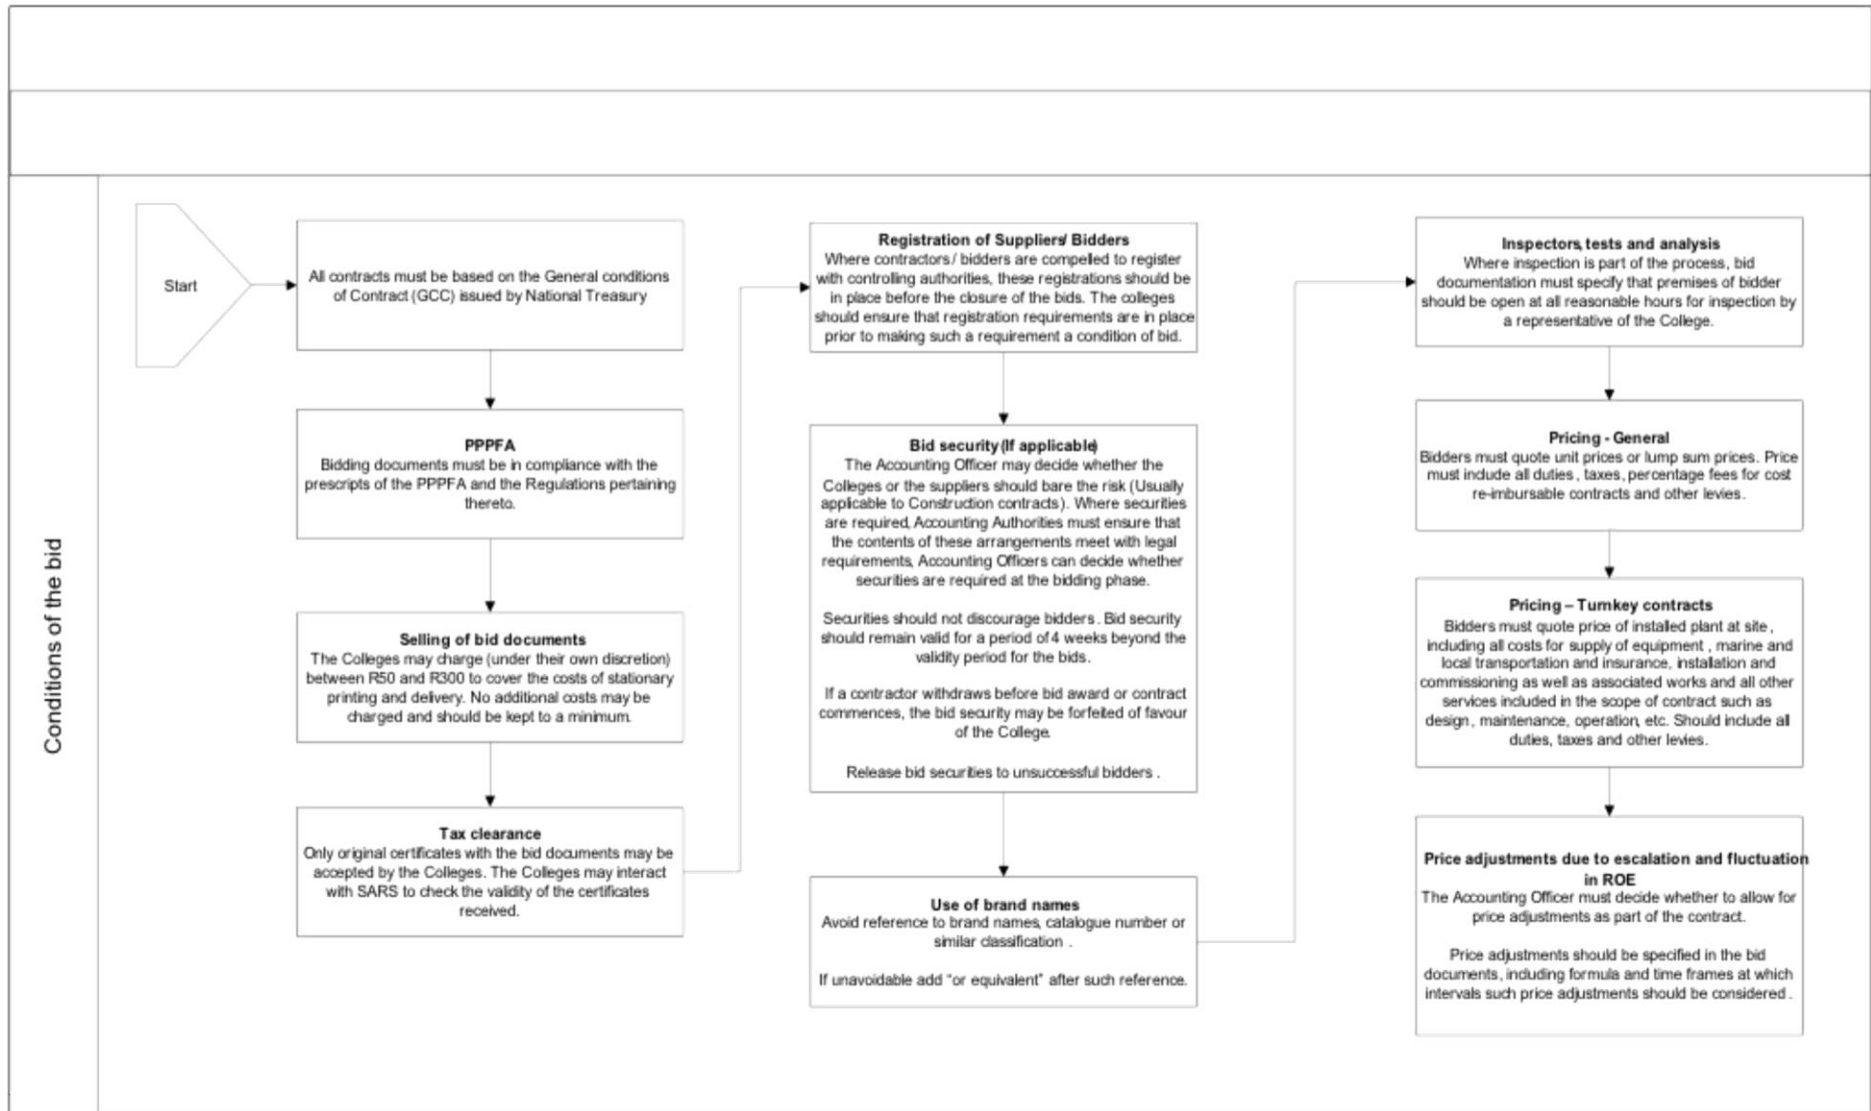 Conditions of the bid
Start
All contracts must be based on the General conditions
of Contract (GCC) issued by National Treasury
PPPFA
Bidding documents must be in compliance with the
prescripts of the PPPFA and the Regulations pertaining
thereto.
Selling of bid documents
The Colleges may charge (under their own discretion)
between R50 and R300 to cover the costs of stationary
printing and delivery. No additional costs may be
charged and should be kept to a minimum.
Tax clearance
Only original certificates with the bid documents may be
accepted by the Colleges. The Colleges may interact
with SARS to check the validity of the certificates
received.
Registration of Suppliers/ Bidders
Where contractors / bidders are compelled to register
with controlling authorities, these registrations should be
in place before the closure of the bids. The colleges
should ensure that registration requirements are in place
prior to making such a requirement a condition of bid.
Bid security (If applicable)
The Accounting Officer may decide whether the
Colleges or the suppliers should bare the risk (Usually
applicable to Construction contracts). Where securities
are required, Accounting Authorities must ensure that
the contents of these arrangements meet with legal
requirements, Accounting Officers can decide whether
securities are required at the bidding phase.
Securities should not discourage bidders. Bid security
should remain valid for a period of 4 weeks beyond the
validity period for the bids.
If a contractor withdraws before bid award or contract
commences, the bid security may be forfeited of favour
of the College.
Release bid securities to unsuccessful bidders .
Use of brand names
Avoid reference to brand names, catalogue number or
similar classification .
If unavoidable add "or equivalent" after such reference.
Inspectors, tests and analysis
Where inspection is part of the process, bid
documentation must specify that premises of bidder
should be open at all reasonable hours for inspection by
a representative of the College.
Pricing - General
Bidders must quote unit prices or lump sum prices. Price
must include all duties , taxes, percentage fees for cost
re-imbursable contracts and other levies.
Pricing – Turnkey contracts
Bidders must quote price of installed plant at site ,
including all costs for supply of equipment , marine and
local transportation and insurance, installation and
commissioning as well as associated works and all other
services included in the scope of contract such as
design , maintenance, operation, etc. Should include all
duties, taxes and other levies.
Price adjustments due to escalation and fluctuation
in ROE
The Accounting Officer must decide whether to allow for
price adjustments as part of the contract.
Price adjustments should be specified in the bid
documents, including formula and time frames at which
intervals such price adjustments should be considered .